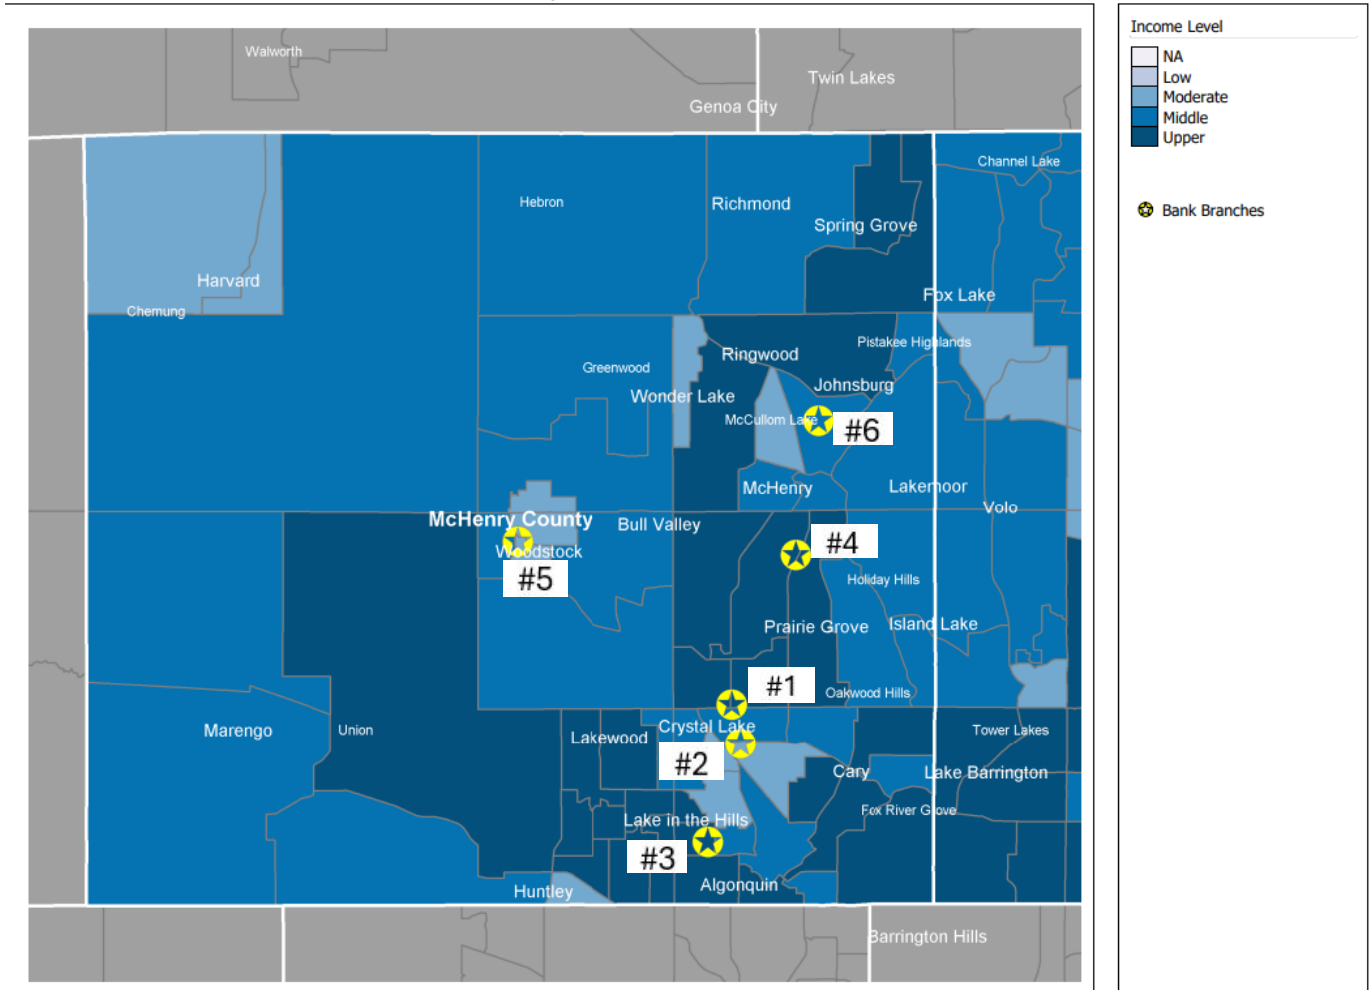 Walworth
Twin Lakes
Genoa City
Channel Lake
Hebron
Richmond
Spring Grove
Harvard
Fox Lake
Chemung
Pistakee Highlands
Ringwood
Greenwood
Johnsburg
Wonder Lake
McCullom Lake
#6
McHenry
Lakemoor
Volo
McHenry County
Bull Valley
#4
Woodstock
#5
Holiday Hills
Prairie Grove
Island Lake
#1
Oakwood Hills
Crystal Lake
Marengo
Union
Lakewood
Tower Lakes
#2
Cary
Lake Barrington
Fox River Grove
Lake in the Hills
#3
Algonquin
Huntley
Barrington Hills
Income Level
NA
Low
Moderate
Middle
Upper
Bank Branches